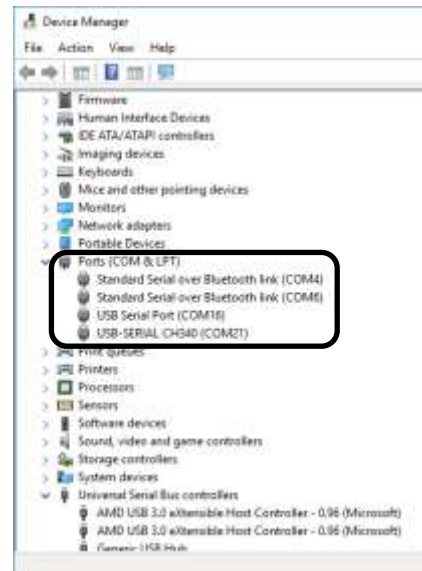 Device Manager
File Action View Help
Firmware
Human Interface Devices
IDE ATA/ATAPI controllers
Imaging devices
Keyboards
Mice and other pointing devices
Monitors
Network adapters
Portable Devices
Ports (COM & LPT)
Standard Serial over Bluetooth link (COM4)
Standard Serial over Bluetooth link (COM6)
USB Serial Port (COM16)
USB-SERIAL CH340 (COM21)
Print queues
Printers
Processors
Sensors
Software devices
Sound, video and game controllers
Storage controllers
System devices
Universal Serial Bus controllers
AMD USB 3.0 eXtensible Host Controller - 0.96 (Microsoft)
AMD USB 3.0 eXtensible Host Controller - 0.96 (Microsoft)
Generic USB Hub